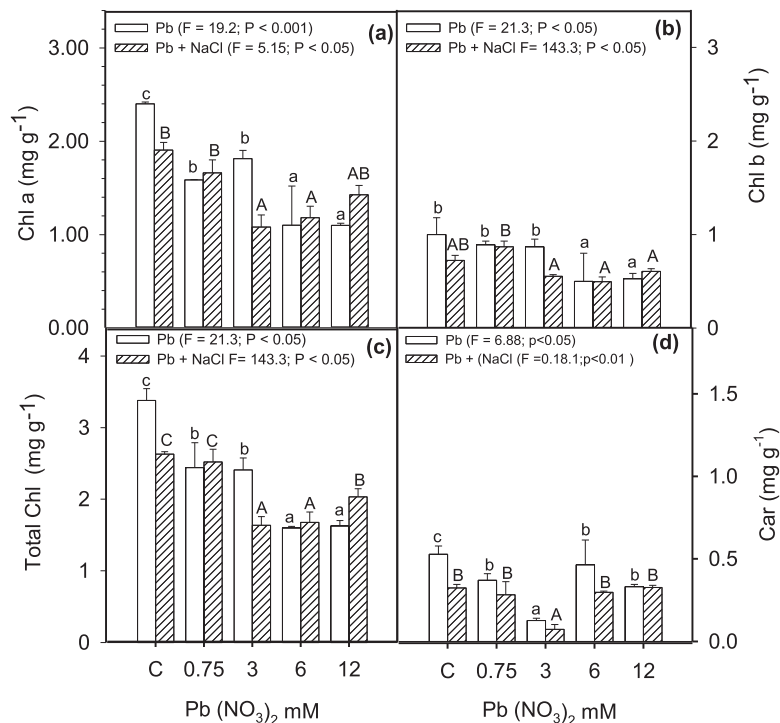 Pb (F = 19.2; P < 0.001)
Pb + NaCl (F = 5.15; P < 0.05)
(a)
3.00
2.00
1.00
0.00
Chl a (mg g-1)
c
B
b
B
b
A
a
A
a
AB
Pb (F = 21.3; P < 0.05)
Pb + NaCl F= 143.3; P < 0.05)
(b)
3
2
1
0
Chl b (mg g-1)
b
AB
b
B
b
A
a
A
b
A
Pb (F = 21.3; P < 0.05)
Pb + NaCl F= 143.3; P < 0.05)
(c)
4
3
2
1
0
Total Chl (mg g-1)
c
C
b
C
b
A
a
A
a
B
C 0.75 3 6 12
Pb (NO3)2 mM
Pb (F = 6.88; p<0.05)
Pb + (NaCl (F =0.18.1;p<0.01 )
(d)
1.5
1.0
0.5
0.0
Car (mg g-1)
c
B
b
B
a
A
b
B
b
B
C 0.75 3 6 12
Pb (NO3)2 mM